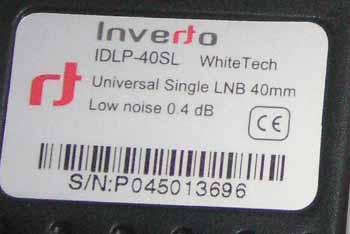 Inverto
IDLP-40SL WhiteTech
Universal Single LNB 40mm
Low noise 0.4 dB
CE
S/N:P045013696